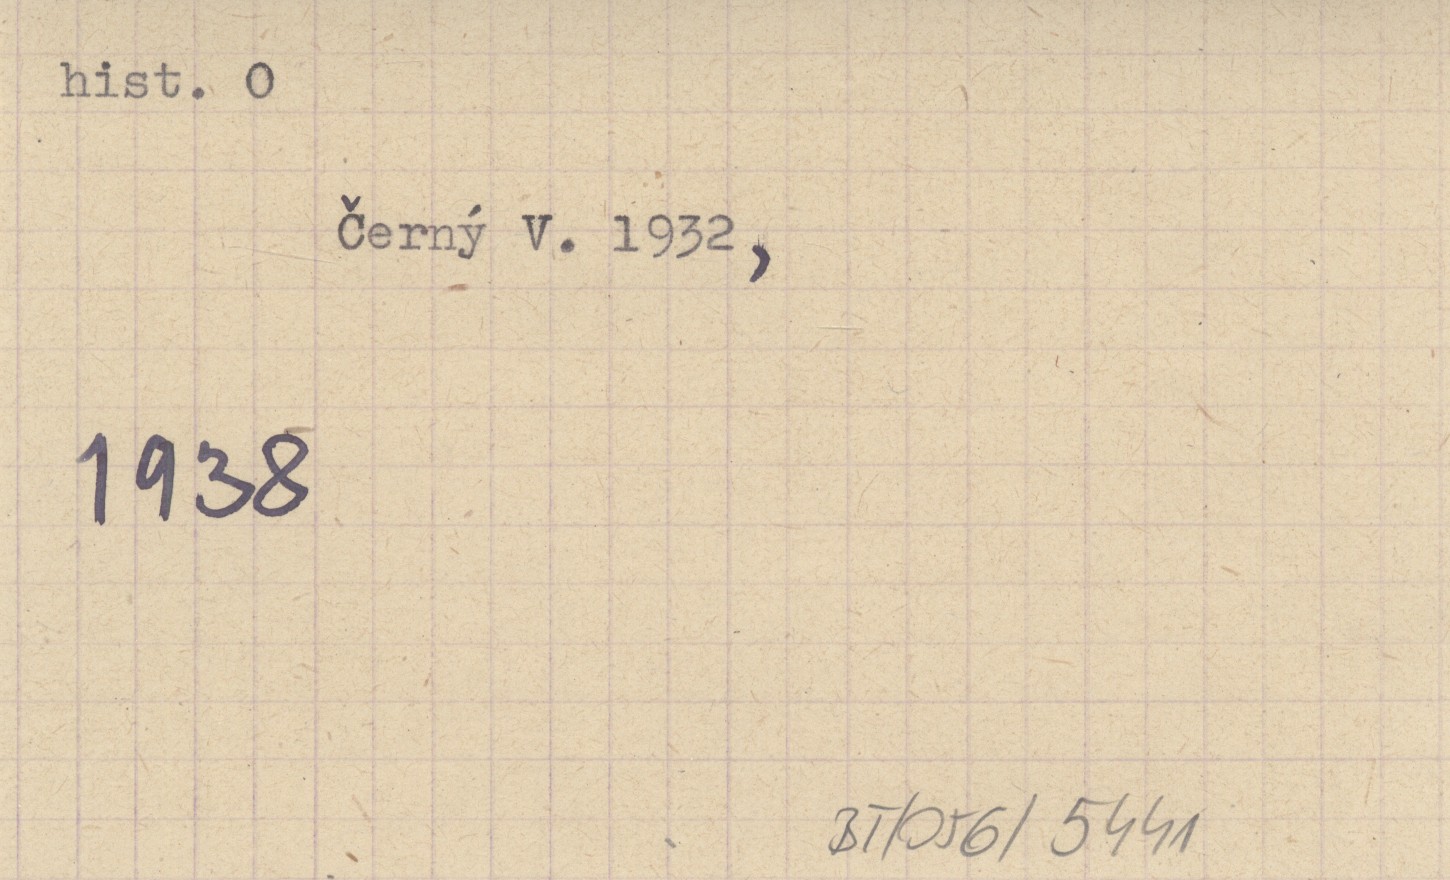 hist. O
Černý V. 1932,
1938
BT/056/ 5441